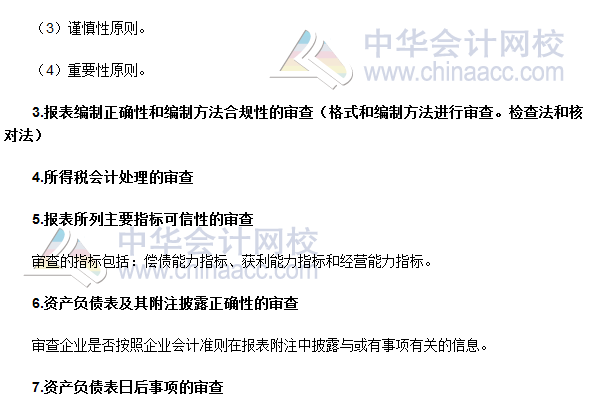 （3）谨慎性原则。
（4）重要性原则。
中华会计网校
www.chinaacc.com
3.报表编制正确性和编制方法合规性的审查（格式和编制方法进行审查。检查法和核
对法）
4.所得税会计处理的审查
5.报表所列主要指标可信性的审查
中华会计网校
www.chinaacc.com
审查的指标包括：偿债能力指标、获利能力指标和经营能力指标。
6.资产负债表及其附注披露正确性的审查
审查企业是否按照企业会计准则在报表附注中披露与或有事项有关的信息。
7.资产负债表日后事项的审查